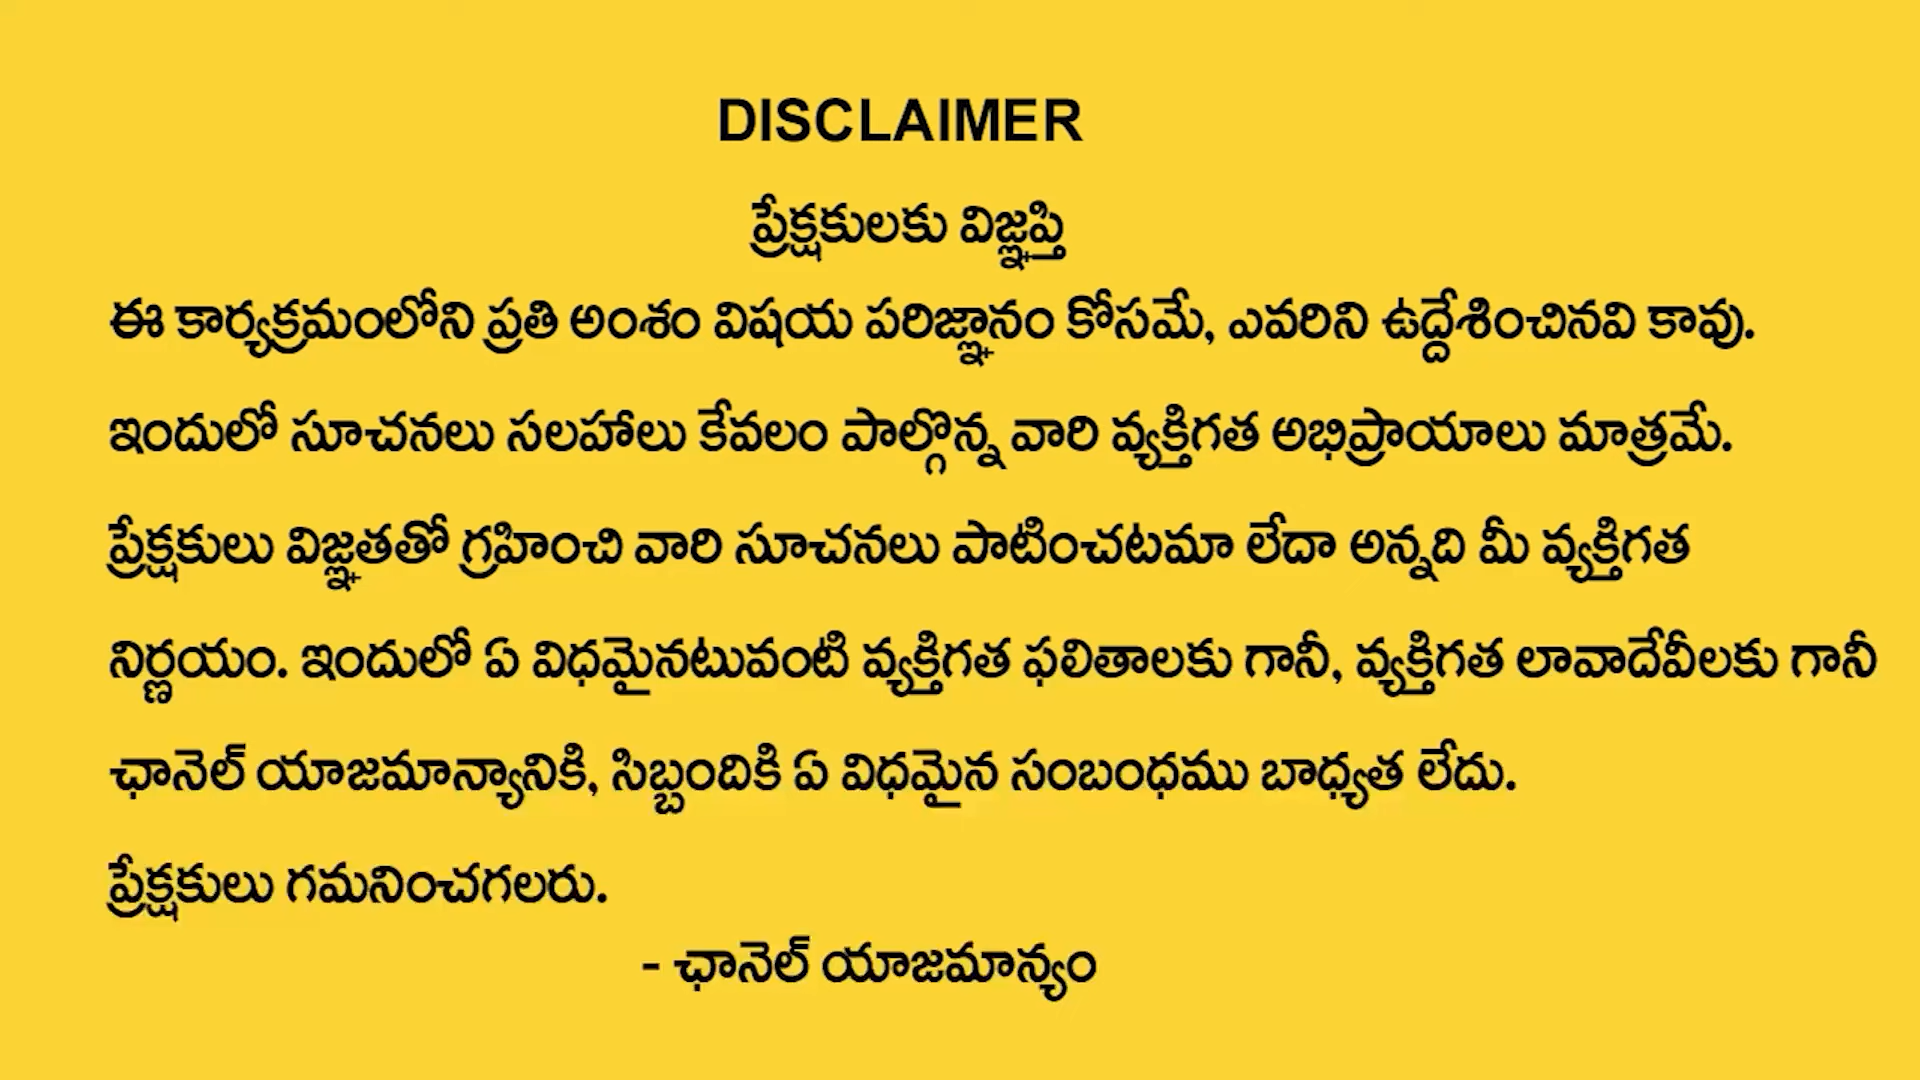 DISCLAIMER
ప్రేక్షకులకు విజ్ఞప్తి
ఈ కార్యక్రమంలోని ప్రతి అంశం విషయ పరిజ్ఞానం కోసమే, ఎవరిని ఉద్దేశించినవి కావు.
ఇందులో సూచనలు సలహాలు కేవలం పాల్గొన్న వారి వ్యక్తిగత అభిప్రాయాలు మాత్రమే.
ప్రేక్షకులు విజ్ఞతతో గ్రహించి వారి సూచనలు పాటించటమా లేదా అన్నది మీ వ్యక్తిగత
నిర్ణయం. ఇందులో ఏ విధమైనటువంటి వ్యక్తిగత ఫలితాలకు గానీ, వ్యక్తిగత లావాదేవీలకు గానీ
ఛానెల్ యాజమాన్యానికి, సిబ్బందికి ఏ విధమైన సంబంధము బాధ్యత లేదు.
ప్రేక్షకులు గమనించగలరు.
- ఛానెల్ యాజమాన్యం